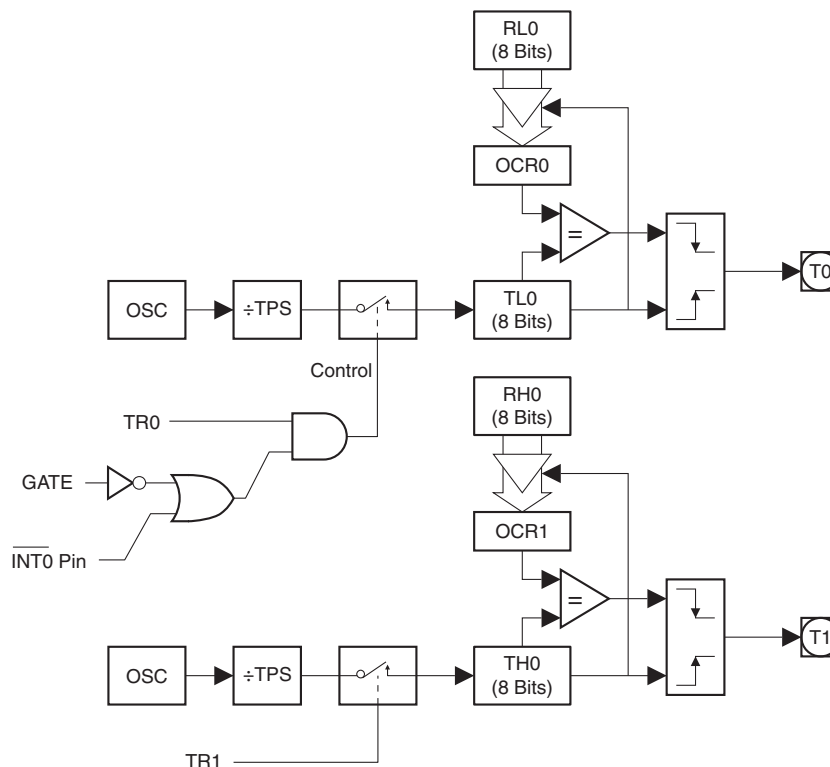 RL0
(8 Bits)
OCR0
=
OSC
÷TPS
TL0
(8 Bits)
T0
Control
TR0
GATE
INT0 Pin
RH0
(8 Bits)
OCR1
=
OSC
÷TPS
TH0
(8 Bits)
T1
TR1